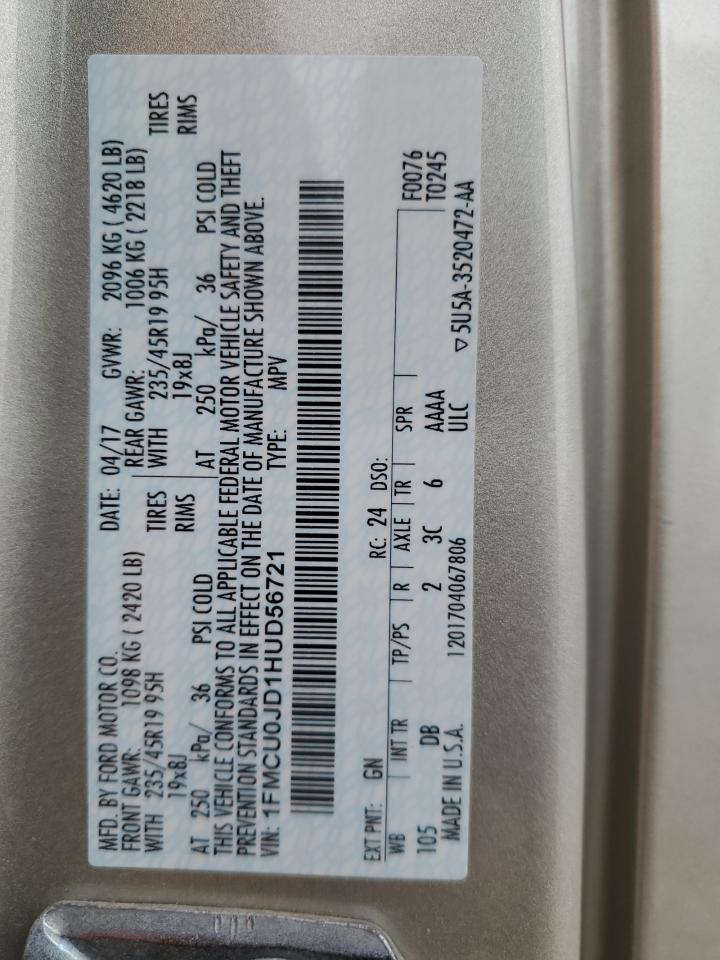 MFD. BY FORD MOTOR CO. DATE: 04/17 GVWR: 2096 KG ( 4620 LB)
FRONT GAWR: 1098 KG ( 2420 LB) REAR GAWR: 1006 KG ( 2218 LB)
WITH 235/45R19 95H TIRES WITH 235/45R19 95H TIRES
19x8J RIMS 19x8J RIMS
AT 250 kPa/ 36 PSI COLD AT 250 kPa/ 36 PSI COLD
THIS VEHICLE CONFORMS TO ALL APPLICABLE FEDERAL MOTOR VEHICLE SAFETY AND THEFT
PREVENTION STANDARDS IN EFFECT ON THE DATE OF MANUFACTURE SHOWN ABOVE.
VIN: 1FMCU0JD1HUD56721 TYPE: MPV
EXT PNT: GN RC: 24 DSO: F0076
WB INT TR TP/PS R AXLE TR SPR T0245
105 DB 2 3C 6 AAAA
MADE IN U.S.A. 1201704067806 ULC ▽5U5A-3520472-AA